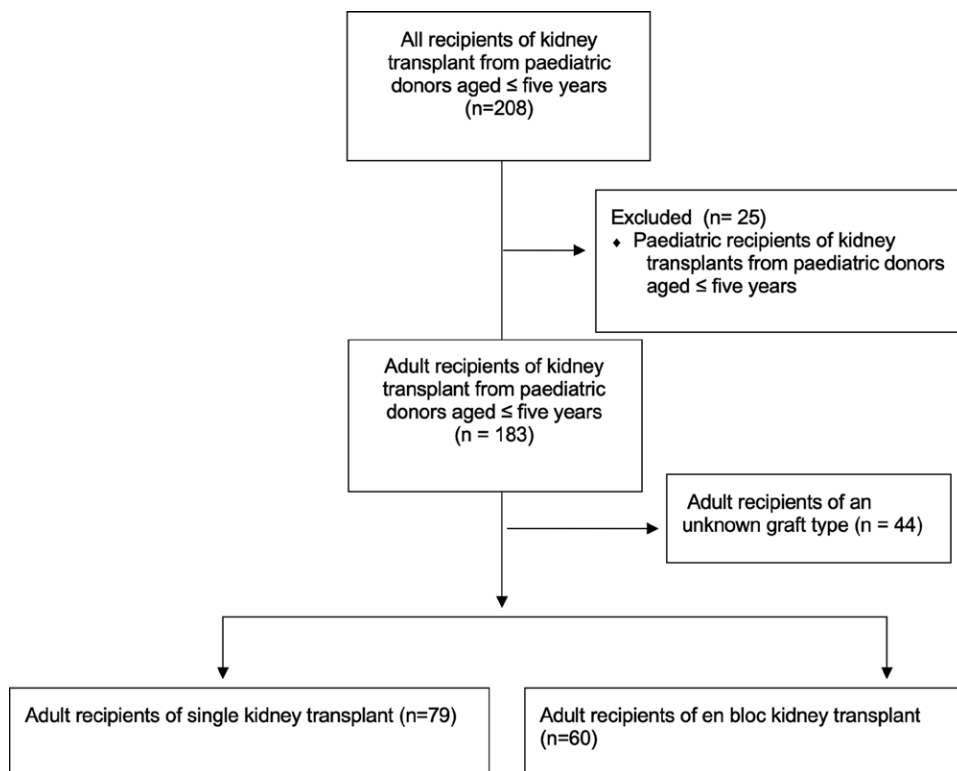 All recipients of kidney
transplant from paediatric
donors aged ≤ five years
(n=208)
Excluded (n= 25)
♦ Paediatric recipients of kidney
transplants from paediatric donors
aged ≤ five years
Adult recipients of kidney
transplant from paediatric
donors aged ≤ five years
(n = 183)
Adult recipients of an
unknown graft type (n = 44)
Adult recipients of single kidney transplant (n=79)
Adult recipients of en bloc kidney transplant
(n=60)